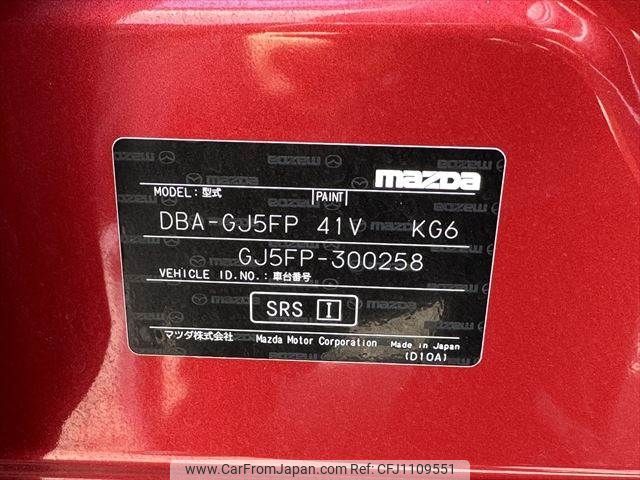 mazda
MODEL: 型式 PAINT
DBA-GJ5FP 41V KG6
GJ5FP-300258
VEHICLE ID.NO.: 車台番号
SRS I
マツダ株式会社 Mazda Motor Corporation Made in Japan
(D10A)
www.CarFromJapan.com CFJ1109551